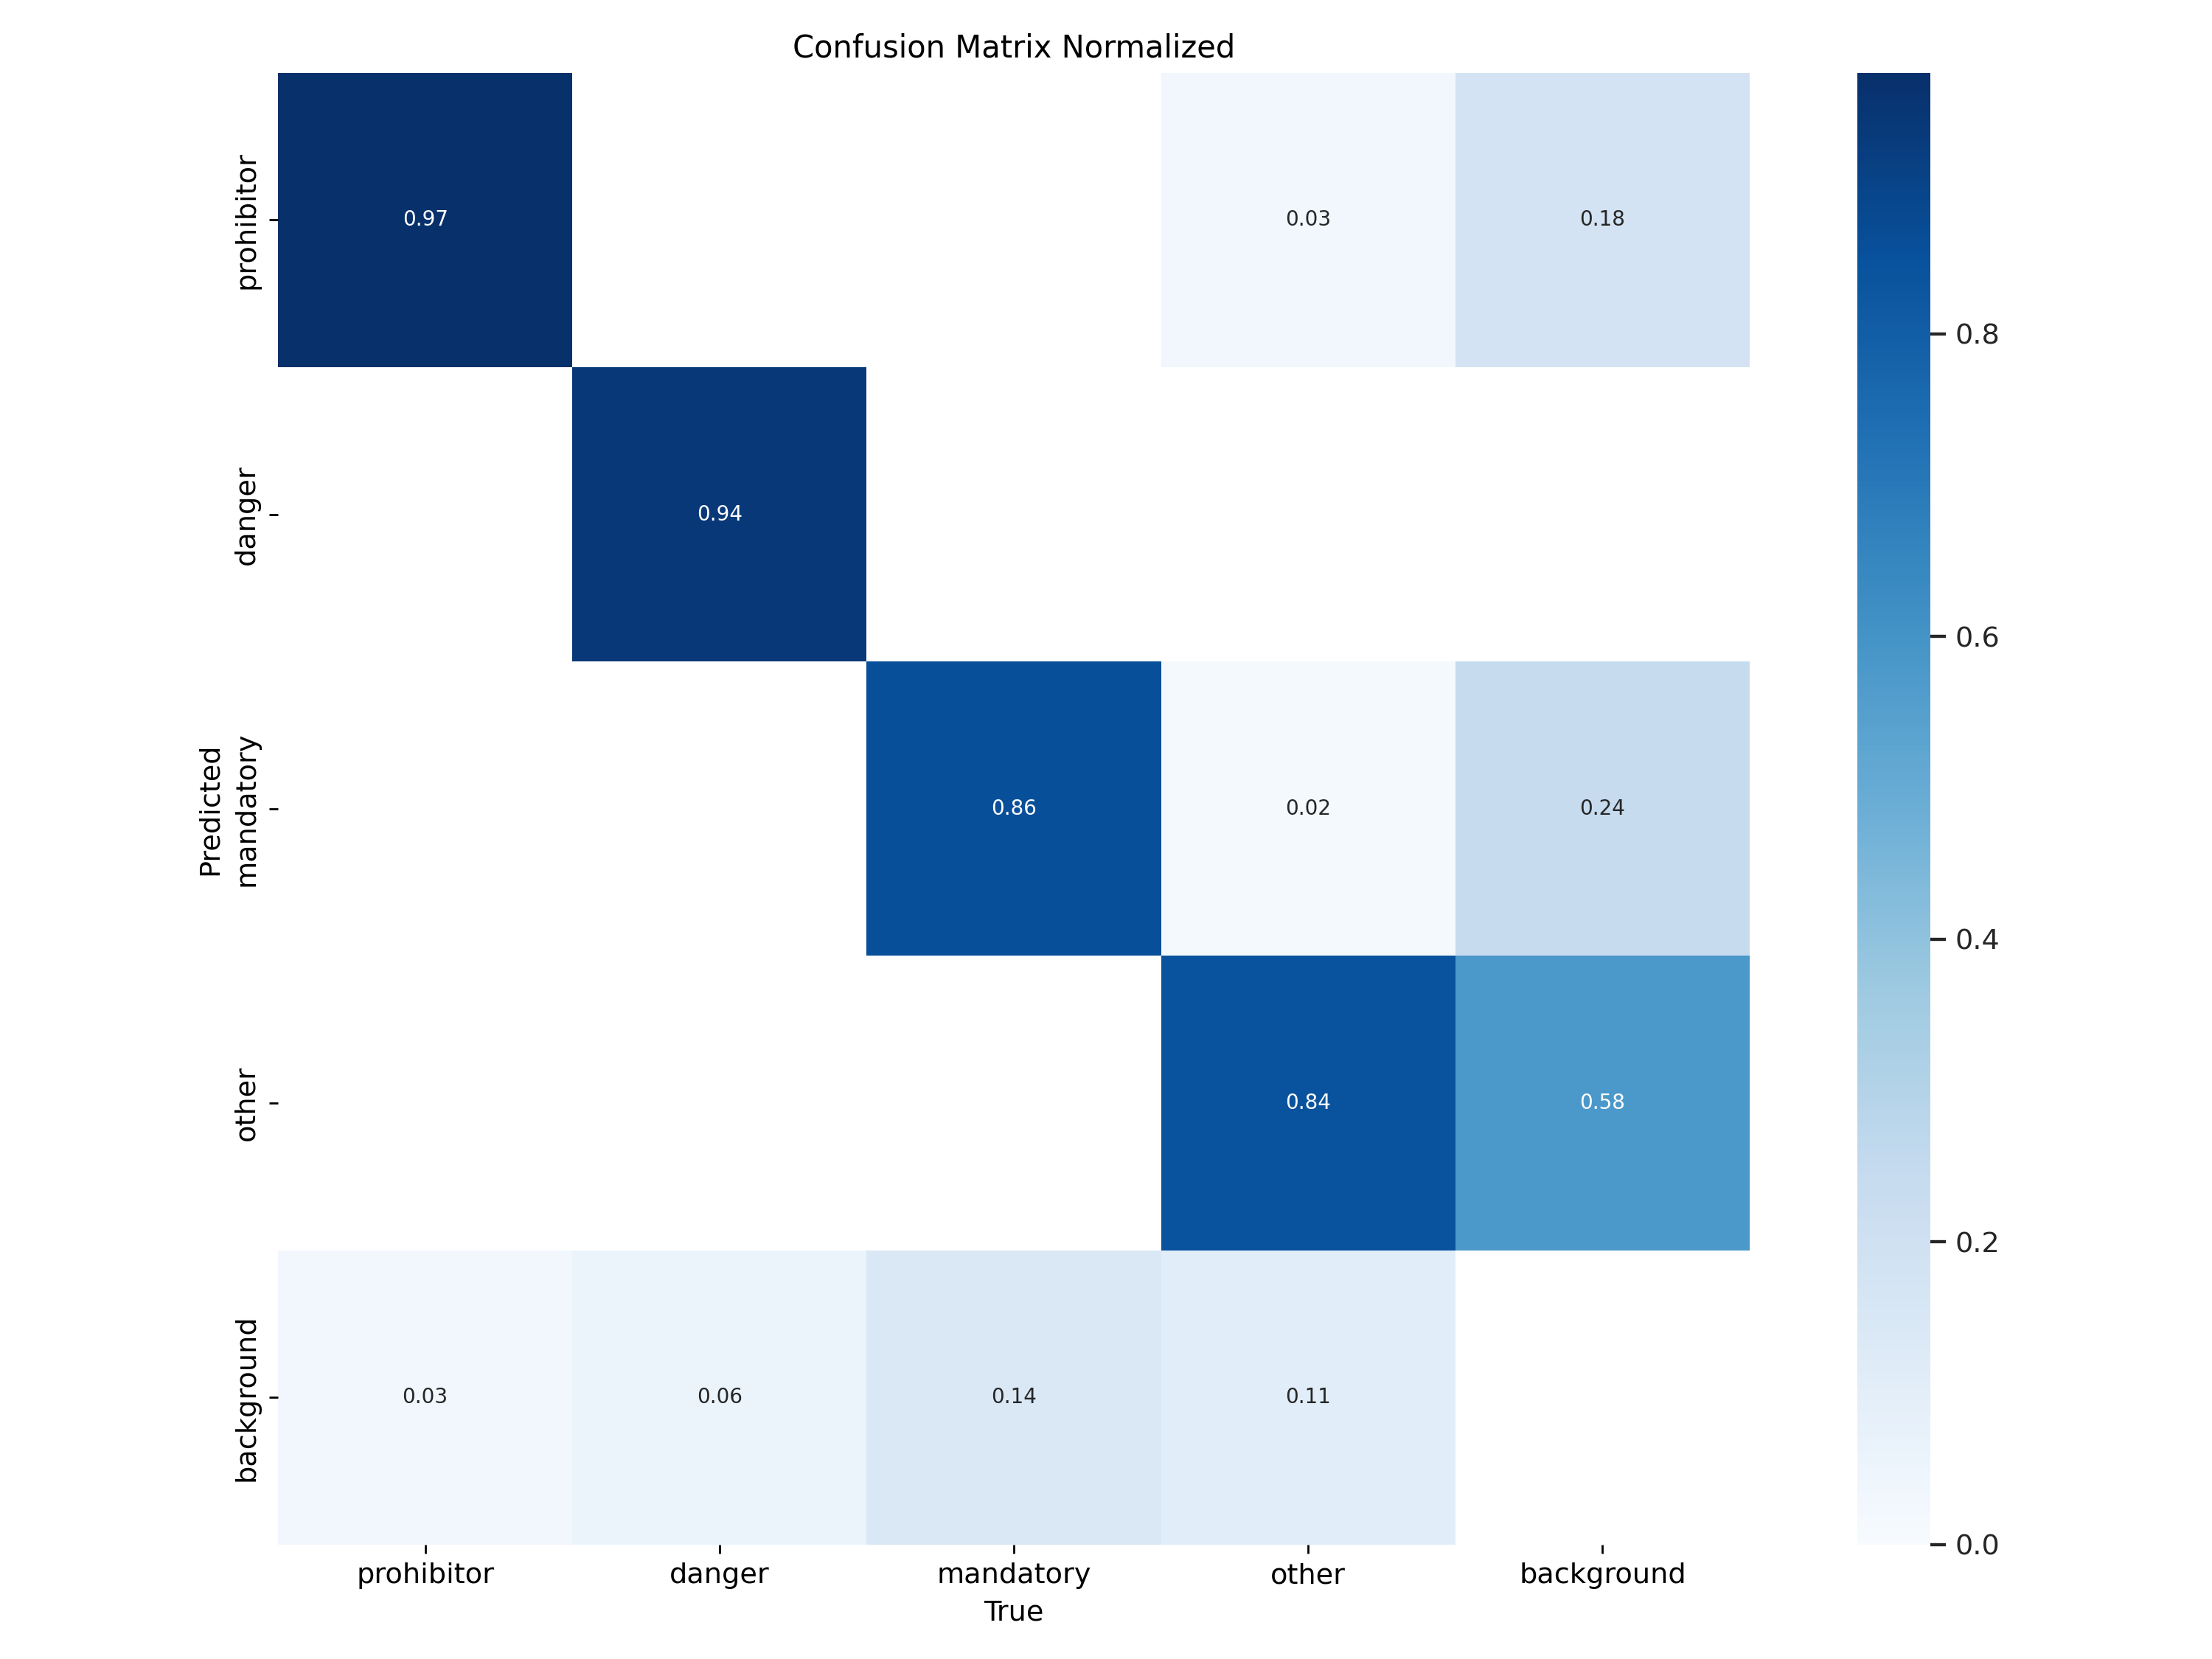 Confusion Matrix Normalized
prohibitor
0.97
0.03
0.18
0.8
danger
0.94
0.6
Predicted
mandatory
0.86
0.02
0.24
0.4
other
0.84
0.58
0.2
background
0.03
0.06
0.14
0.11
0.0
prohibitor
danger
mandatory
other
background
True